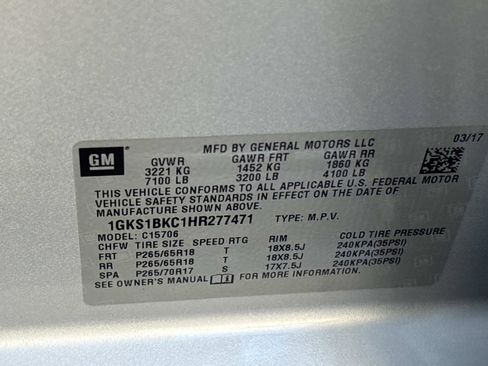 MFD BY GENERAL MOTORS LLC 03/17
GM GVWR GAWR FRT GAWR RR
3221 KG 1452 KG 1860 KG
7100 LB 3200 LB 4100 LB
THIS VEHICLE CONFORMS TO ALL APPLICABLE U.S. FEDERAL MOTOR
VEHICLE SAFETY STANDARDS IN EFFECT ON THE DATE OF
MANUFACTURE SHOWN ABOVE.
1GKS1BKC1HR277471 TYPE: M.P.V.
MODEL: C15706
CHFW TIRE SIZE SPEED RTG RIM COLD TIRE PRESSURE
FRT P265/65R18 T 18X8.5J 240KPA(35PSI)
RR P265/65R18 T 18X8.5J 240KPA(35PSI)
SPA P265/70R17 S 17X7.5J 240KPA(35PSI)
SEE OWNER'S MANUAL FOR MORE INFORMATION.